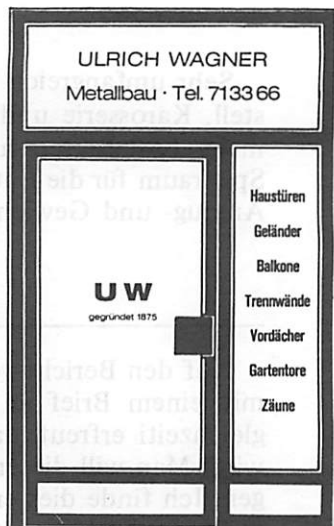 ULRICH WAGNER
Metallbau · Tel. 713366
UW
gegründet 1875
Haustüren
Geländer
Balkone
Trennwände
Vordächer
Gartentore
Zäune